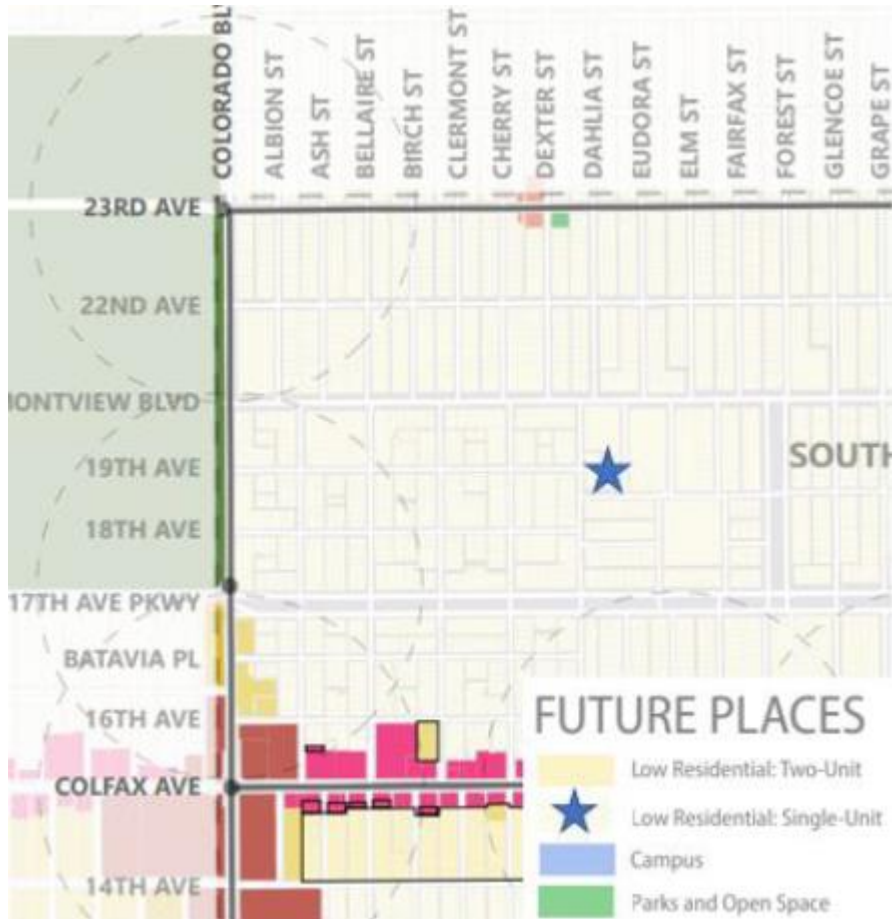 COLORADO BL
ALBION ST
ASH ST
BELLAIRE ST
BIRCH ST
CLERMONT ST
CHERRY ST
DEXTER ST
DAHLIA ST
EUDORA ST
ELM ST
FAIRFAX ST
FOREST ST
GLENCOE ST
GRAPE ST
23RD AVE
22ND AVE
ONTVIEW BLVD
19TH AVE
SOUTH
18TH AVE
17TH AVE PKWY
BATAVIA PL
16TH AVE
COLFAX AVE
14TH AVE
FUTURE PLACES
Low Residential: Two-Unit
Low Residential: Single-Unit
Campus
Parks and Open Space